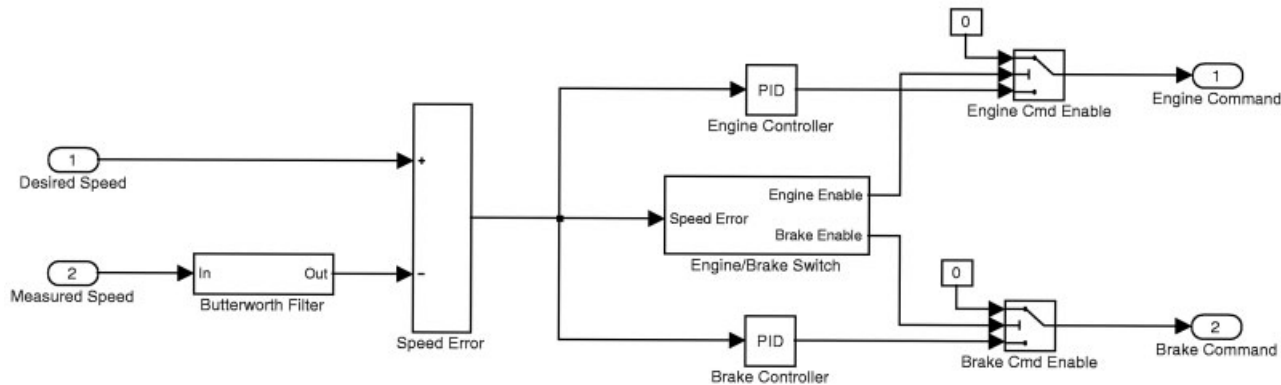 0
PID
Engine Controller
Engine Cmd Enable
1
Engine Command
1
Desired Speed
+
Engine Enable
Speed Error
Brake Enable
Engine/Brake Switch
2
Measured Speed
In Out
Butterworth Filter
−
Speed Error
0
PID
Brake Controller
Brake Cmd Enable
2
Brake Command